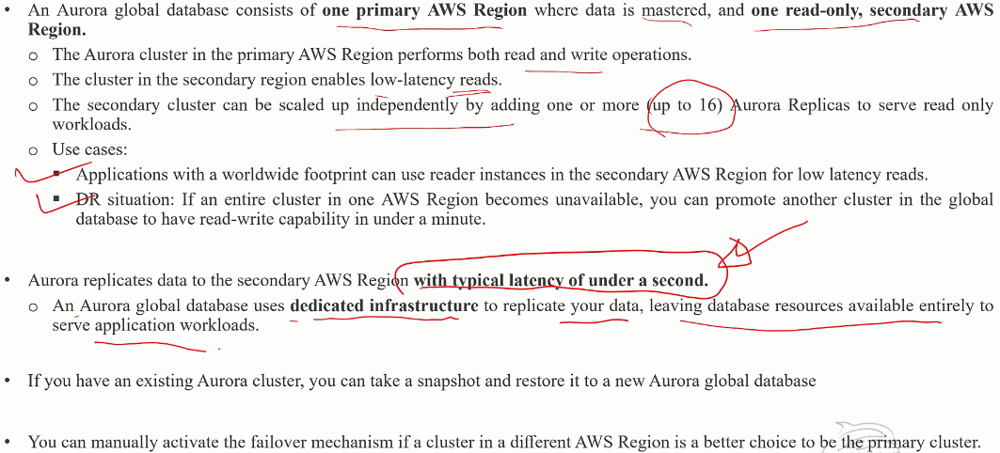 • An Aurora global database consists of one primary AWS Region where data is mastered, and one read-only, secondary AWS
Region.
o The Aurora cluster in the primary AWS Region performs both read and write operations.
o The cluster in the secondary region enables low-latency reads.
o The secondary cluster can be scaled up independently by adding one or more (up to 16) Aurora Replicas to serve read only
workloads.
o Use cases:
▪ Applications with a worldwide footprint can use reader instances in the secondary AWS Region for low latency reads.
▪ DR situation: If an entire cluster in one AWS Region becomes unavailable, you can promote another cluster in the global
database to have read-write capability in under a minute.
• Aurora replicates data to the secondary AWS Region with typical latency of under a second.
o An Aurora global database uses dedicated infrastructure to replicate your data, leaving database resources available entirely to
serve application workloads.
• If you have an existing Aurora cluster, you can take a snapshot and restore it to a new Aurora global database
• You can manually activate the failover mechanism if a cluster in a different AWS Region is a better choice to be the primary cluster.